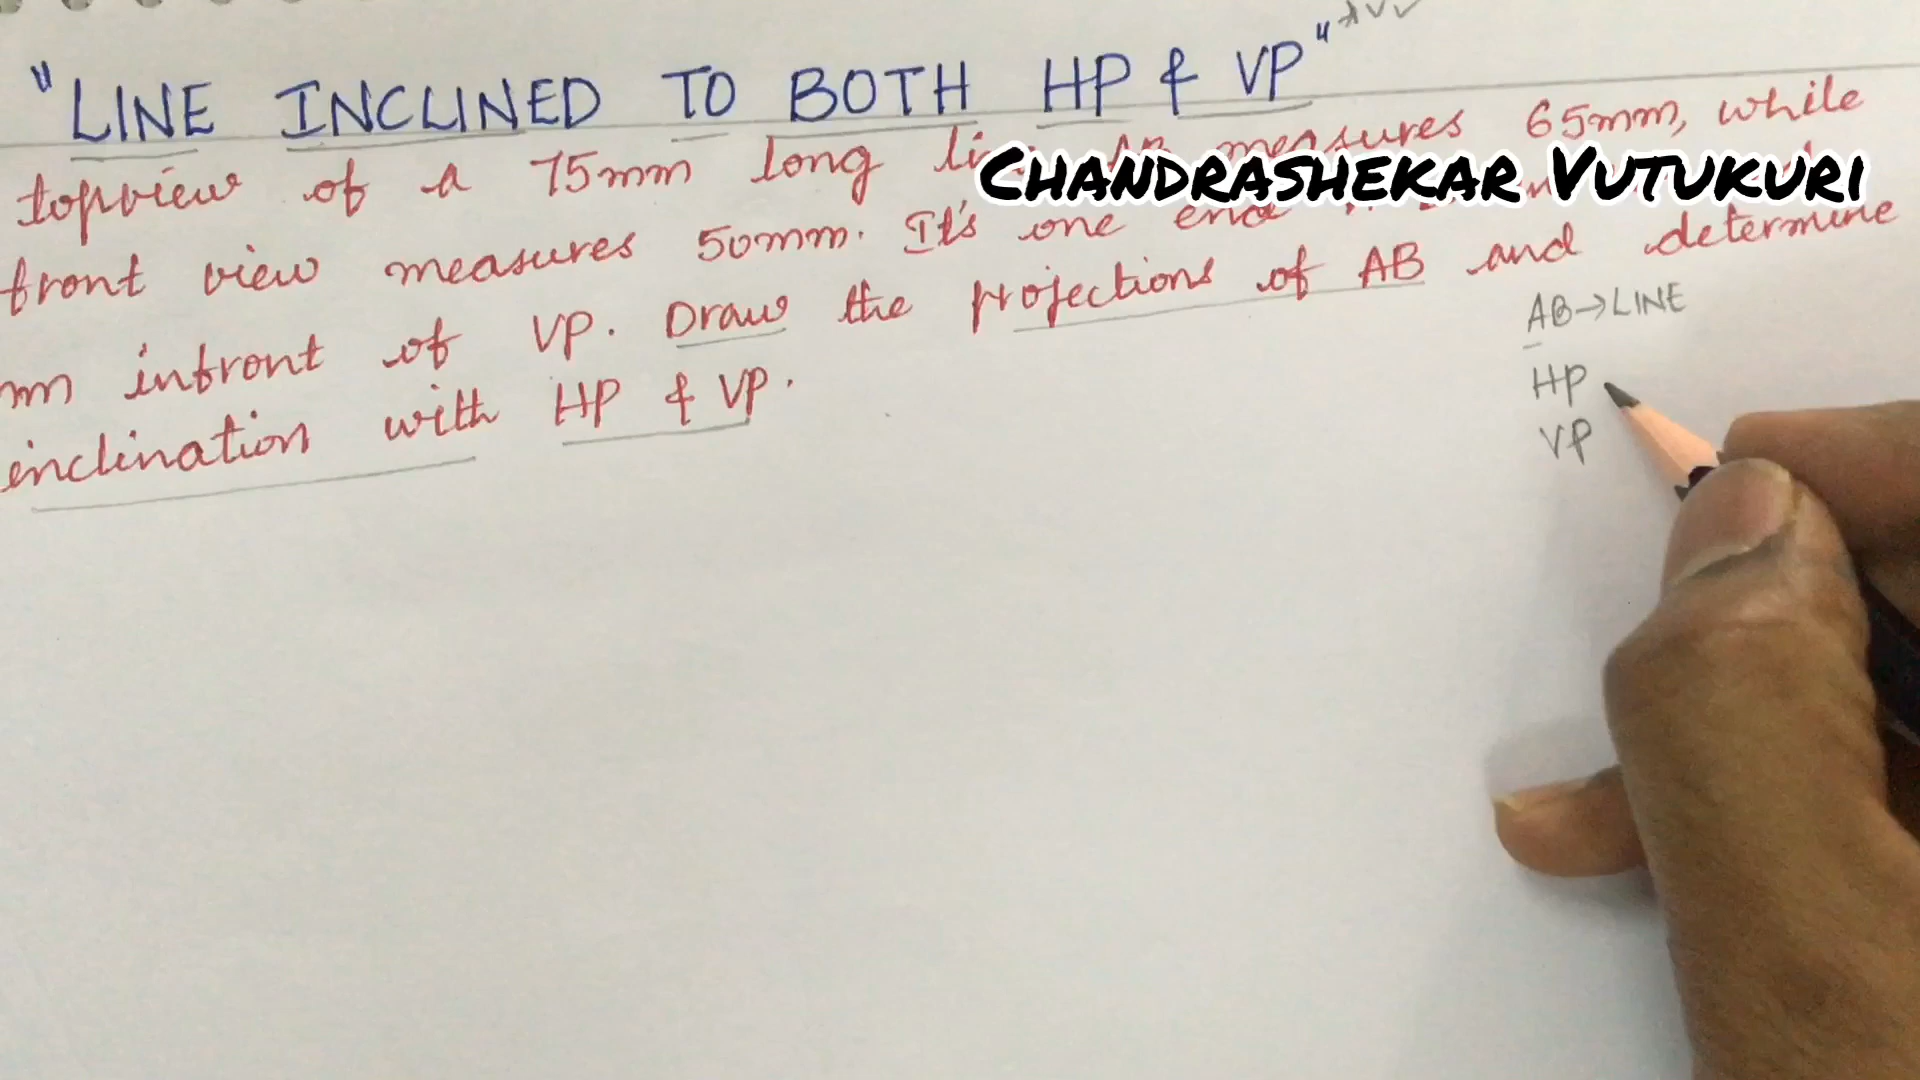 "LINE INCLINED TO BOTH HP & VP"
topview of a 75mm long measures 65mm, while
CHANDRASHEKAR VUTUKURI
front view measures 50mm. It's one end
mm infront of VP. Draw the projections of AB and determine
inclination with HP & VP.
AB→LINE
HP
VP